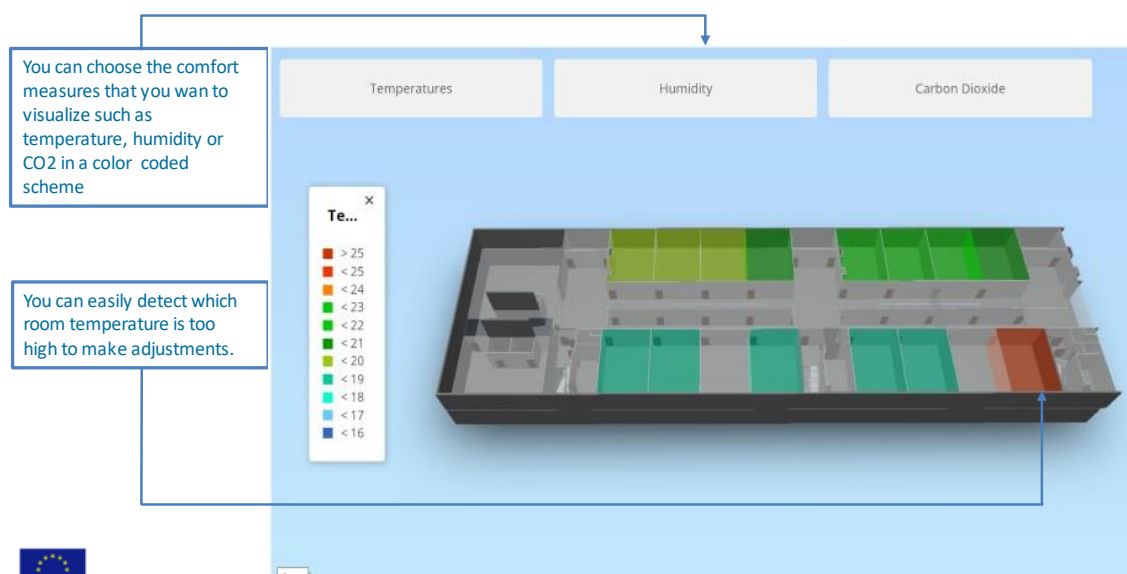 You can choose the comfort
measures that you wan to
visualize such as
temperature, humidity or
CO2 in a color coded
scheme
Temperatures
Humidity
Carbon Dioxide
×
Te...
> 25
< 25
< 24
< 23
< 22
< 21
< 20
< 19
< 18
< 17
< 16
You can easily detect which
room temperature is too
high to make adjustments.